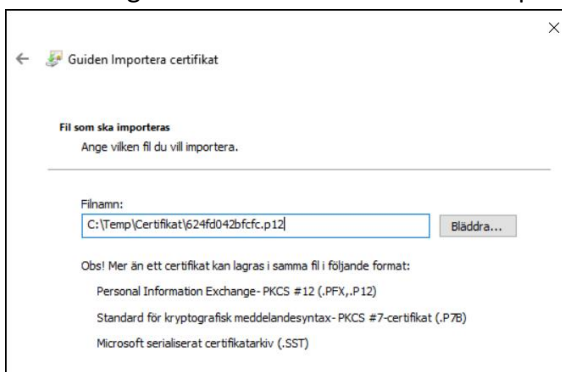 Guiden Importera certifikat
Fil som ska importeras
Ange vilken fil du vill importera.
Filnamn:
C:\Temp\Certifikat\624fd042bfcfc.p12
Bläddra...
Obs! Mer än ett certifikat kan lagras i samma fil i följande format:
Personal Information Exchange- PKCS #12 (.PFX,.P12)
Standard för kryptografisk meddelandesyntax- PKCS #7-certifikat (.P7B)
Microsoft serialiserat certifikatarkiv (.SST)